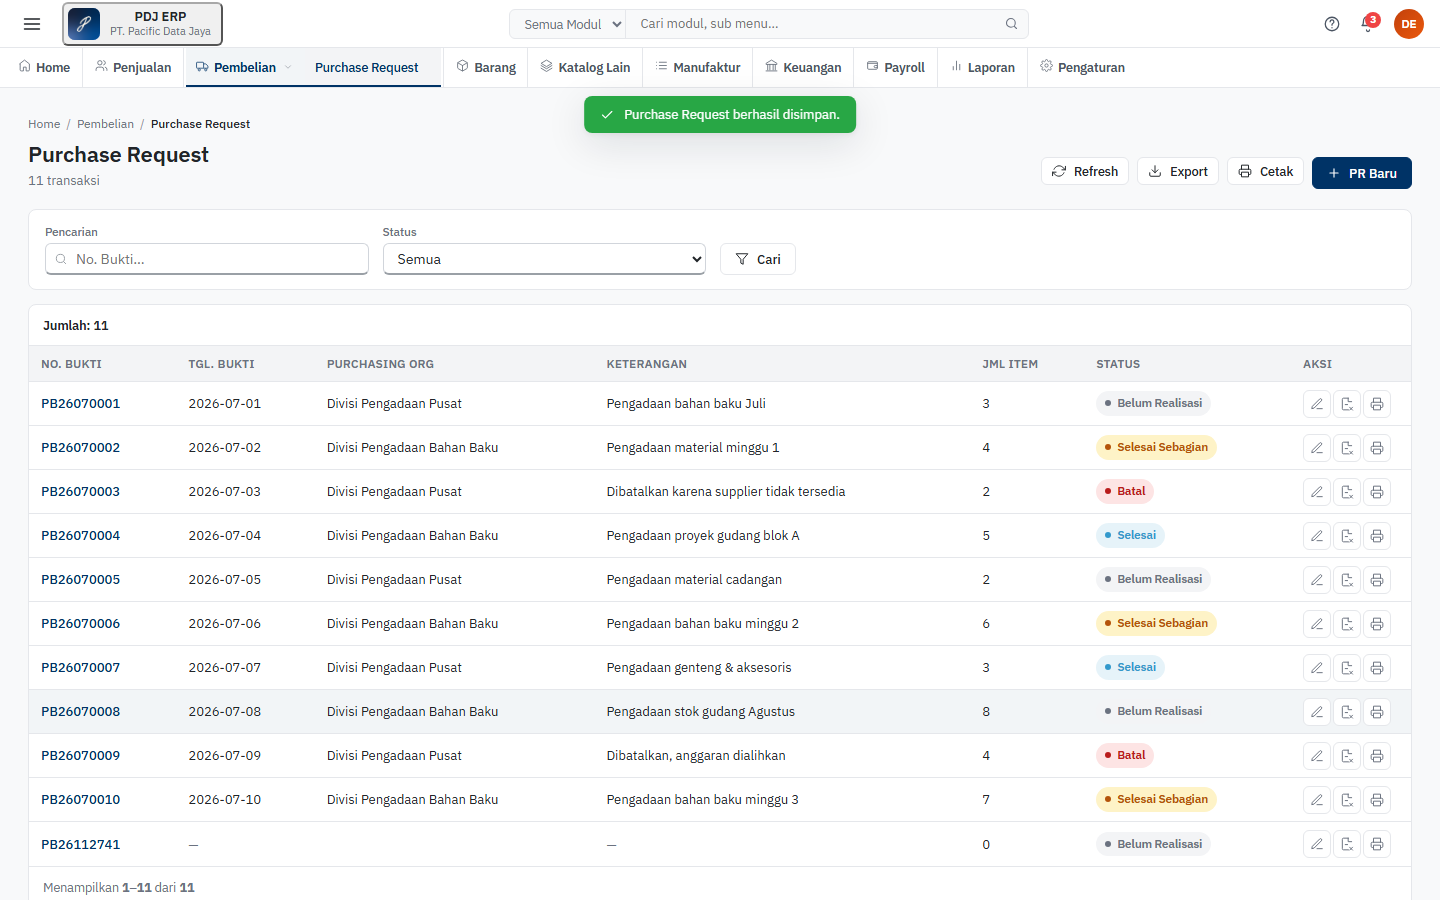 PDJ ERP
PT. Pacific Data Jaya
Semua Modul
Cari modul, sub menu...
3
DE
Home
Penjualan
Pembelian
Purchase Request
Barang
Katalog Lain
Manufaktur
Keuangan
Payroll
Laporan
Pengaturan
Purchase Request berhasil disimpan.
Home / Pembelian / Purchase Request
Purchase Request
11 transaksi
Refresh
Export
Cetak
PR Baru
Pencarian
Status
No. Bukti...
Semua
Cari
Jumlah: 11
NO. BUKTI TGL. BUKTI PURCHASING ORG KETERANGAN JML ITEM STATUS AKSI
PB26070001 2026-07-01 Divisi Pengadaan Pusat Pengadaan bahan baku Juli 3 Belum Realisasi
PB26070002 2026-07-02 Divisi Pengadaan Bahan Baku Pengadaan material minggu 1 4 Selesai Sebagian
PB26070003 2026-07-03 Divisi Pengadaan Pusat Dibatalkan karena supplier tidak tersedia 2 Batal
PB26070004 2026-07-04 Divisi Pengadaan Bahan Baku Pengadaan proyek gudang blok A 5 Selesai
PB26070005 2026-07-05 Divisi Pengadaan Pusat Pengadaan material cadangan 2 Belum Realisasi
PB26070006 2026-07-06 Divisi Pengadaan Bahan Baku Pengadaan bahan baku minggu 2 6 Selesai Sebagian
PB26070007 2026-07-07 Divisi Pengadaan Pusat Pengadaan genteng & aksesoris 3 Selesai
PB26070008 2026-07-08 Divisi Pengadaan Bahan Baku Pengadaan stok gudang Agustus 8 Belum Realisasi
PB26070009 2026-07-09 Divisi Pengadaan Pusat Dibatalkan, anggaran dialihkan 4 Batal
PB26070010 2026-07-10 Divisi Pengadaan Bahan Baku Pengadaan bahan baku minggu 3 7 Selesai Sebagian
PB26112741 — — 0 Belum Realisasi
Menampilkan 1–11 dari 11